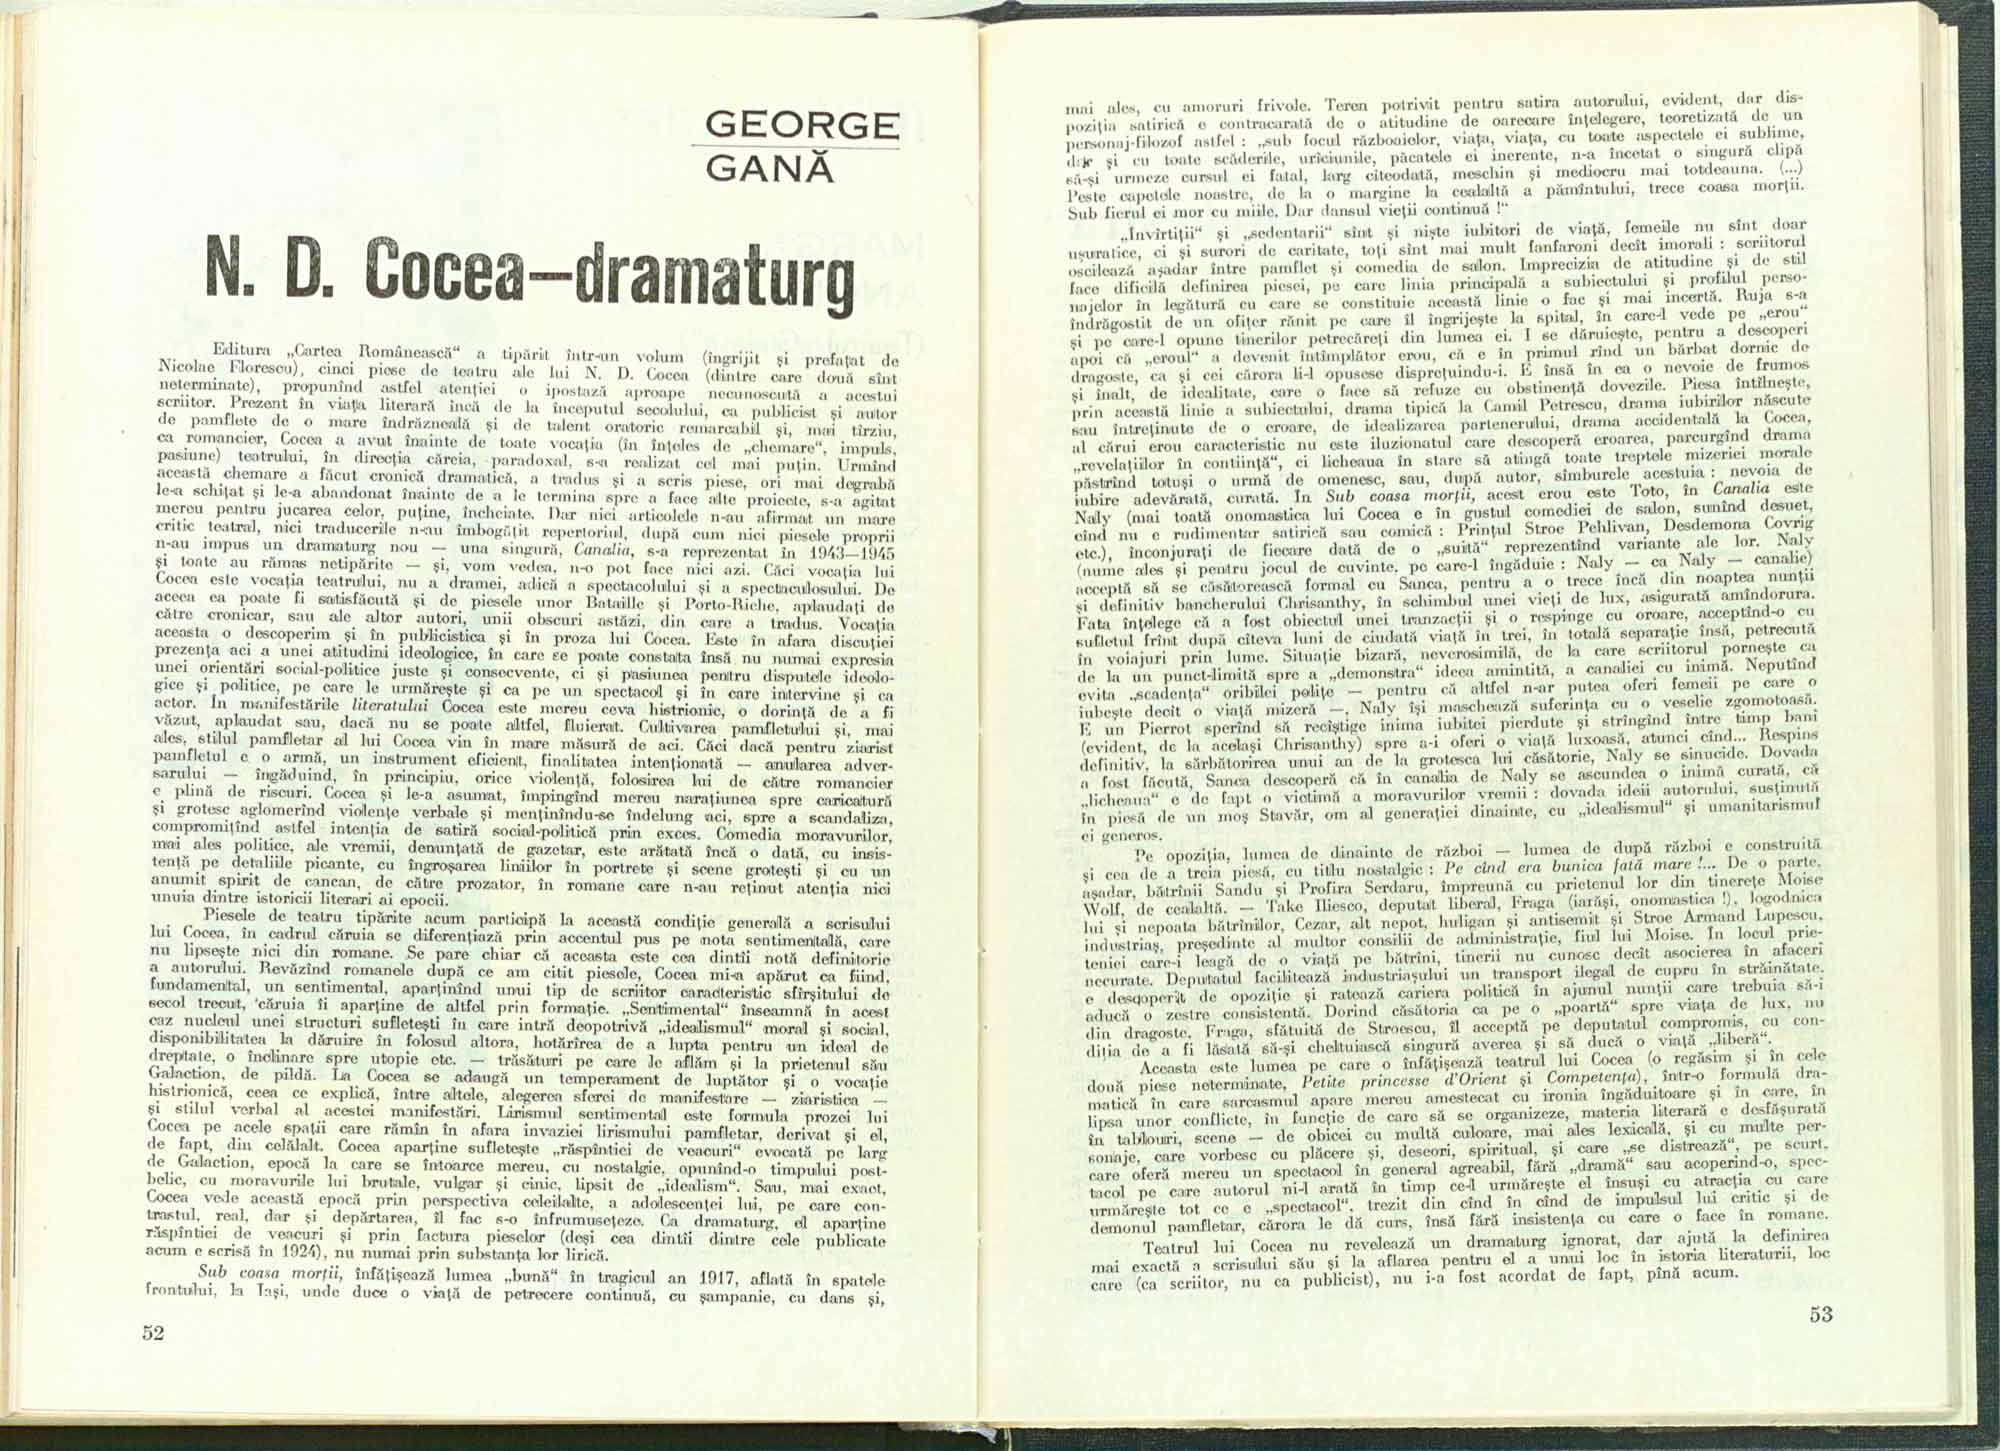 GEORGE
GANĂ
N. D. Cocea—dramaturg
Editura „Cartea Românească“ a tipărit într-un volum (îngrijit și prefațat de
Nicolae Florescu), cinci piese de teatru ale lui N. D. Cocea (dintre care două sînt
neterminate), propunînd astfel atenției o ipostază aproape necunoscută a acestui
scriitor. Prezent în viața literară încă de la începutul secolului, ca publicist și autor
de pamflete de o mare îndrăzneală și de talent oratoric remarcabil și, mai tîrziu,
ca romancier, Cocea a avut înainte de toate vocația (în înțeles de „chemare“, impuls,
pasiune) teatrului, în direcția căreia, paradoxal, s-a realizat cel mai puțin. Urmînd
această chemare a făcut cronică dramatică, a tradus și a scris piese, ori mai degrabă
le-a schițat și le-a abandonat înainte de a le termina spre a face alte proiecte, s-a agitat
mereu pentru jucarea celor, puține, încheiate. Dar nici articolele n-au afirmat un mare
critic teatral, nici traducerile n-au îmbogățit repertoriul, după cum nici piesele proprii
n-au impus un dramaturg nou — una singură, Canalia, s-a reprezentat în 1943—1945
și toate au rămas netipărite — și, vom vedea, n-o pot face nici azi. Căci vocația lui
Cocea este vocația teatrului, nu a dramei, adică a spectacolului și a spectaculosului. De
aceea ea poate fi satisfăcută și de piesele unor Bataille și Porto-Riche, aplaudați de
către cronicar, sau ale altor autori, unii obscuri astăzi, din care a tradus. Vocația
aceasta o descoperim și în publicistica și în proza lui Cocea. Este în afara discuției
prezența aci a unei atitudini ideologice, în care se poate constata însă nu numai expresia
unei orientări social-politice juste și consecvente, ci și pasiunea pentru disputele ideolo-
gice și politice, pe care le urmărește și ca pe un spectacol și în care intervine și ca
actor. În manifestările literatului Cocea este mereu ceva histrionic, o dorință de a fi
văzut, aplaudat sau, dacă nu se poate altfel, fluierat. Cultivarea pamfletului și, mai
ales, stilul pamfletar al lui Cocea vin în mare măsură de aci. Căci dacă pentru ziarist
pamfletul e o armă, un instrument eficient, finalitatea intenționată — anularea adver-
sarului — îngăduind, în principiu, orice violență, folosirea lui de către romancier
e plină de riscuri. Cocea și le-a asumat, împingînd mereu narațiunea spre caricatură
și grotesc aglomerînd violențe verbale și menținîndu-se îndelung aci, spre a scandaliza,
compromițînd astfel intenția de satiră social-politică prin exces. Comedia moravurilor,
mai ales politice, ale vremii, denunțată de gazetar, este arătată încă o dată, cu insis-
tență pe detaliile picante, cu îngroșarea liniilor în portrete și scene grotești și cu un
anumit spirit de cancan, de către prozator, în romane care n-au reținut atenția nici
unuia dintre istoricii literari ai epocii.
Piesele de teatru tipărite acum participă la această condiție generală a scrisului
lui Cocea, în cadrul căruia se diferențiază prin accentul pus pe nota sentimentală, care
nu lipsește nici din romane. Se pare chiar că aceasta este cea dintîi notă definitorie
a autorului. Revăzînd romanele după ce am citit piesele, Cocea mi-a apărut ca fiind,
fundamental, un sentimental, aparținînd unui tip de scriitor caracteristic sfîrșitului de
secol trecut, căruia îi aparține de altfel prin formație. „Sentimental“ înseamnă în acest
caz nucleul unei structuri sufletești în care intră deopotrivă „idealismul“ moral și social,
disponibilitatea la dăruire în folosul altora, hotărîrea de a lupta pentru un ideal de
dreptate, o înclinare spre utopie etc. — trăsături pe care le aflăm și la prietenul său
Galaction, de pildă. La Cocea se adaugă un temperament de luptător și o vocație
histrionică, ceea ce explică, între altele, alegerea sferei de manifestare — ziaristica —
și stilul verbal al acestei manifestări. Lirismul sentimental este formula prozei lui
Cocea pe acele spații care rămîn în afara invaziei lirismului pamfletar, derivat și el,
de fapt, din celălalt. Cocea aparține sufletește „răspîntiei de veacuri“ evocată pe larg
de Galaction, epocă la care se întoarce mereu, cu nostalgie, opunînd-o timpului post-
belic, cu moravurile lui brutale, vulgar și cinic, lipsit de „idealism“. Sau, mai exact,
Cocea vede această epocă prin perspectiva celeilalte, a adolescenței lui, pe care con-
trastul, real, dar și depărtarea, îl fac s-o înfrumusețeze. Ca dramaturg, el aparține
răspîntiei de veacuri și prin factura pieselor (deși cea dintîi dintre cele publicate
acum e scrisă în 1924), nu numai prin substanța lor lirică.
Sub coasa morții, înfățișează lumea „bună“ în tragicul an 1917, aflată în spatele
frontului, la Iași, unde duce o viață de petrecere continuă, cu șampanie, cu dans și,
52
mai ales, cu amoruri frivole. Teren potrivit pentru satira autorului, evident, dar dis-
poziția satirică e contracarată de o atitudine de oarecare înțelegere, teoretizată de un
personaj-filozof astfel : „sub focul războaielor, viața, viața, cu toate aspectele ei sublime,
dar și cu toate scăderile, urîciunile, păcatele ei inerente, n-a încetat o singură clipă
să-și urmeze cursul ei fatal, larg citeodată, meschin și mediocru mai totdeauna. (...)
Peste capetele noastre, de la o margine la cealaltă a pămîntului, trece coasa morții.
Sub fierul ei mor cu miile. Dar dansul vieții continuă !“
„Invîrtiții“ și „sedentarii“ sînt și niște iubitori de viață, femeile nu sînt doar
ușuratice, ci și surori de caritate, toți sînt mai mult fanfaroni decît imorali : scriitorul
oscilează așadar între pamflet și comedia de salon. Imprecizia de atitudine și de stil
face dificilă definirea piesei, pe care linia principală a subiectului și profilul perso-
najelor în legătură cu care se constituie această linie o fac și mai incertă. Ruja s-a
îndrăgostit de un ofițer rănit pe care îl îngrijește la spital, în care-l vede pe „erou“
și pe care-l opune tinerilor petrecăreți din lumea ei. I se dăruiește, pentru a descoperi
apoi că „eroul“ a devenit întîmplător erou, că e în primul rînd un bărbat dornic de
dragoste, ca și cei cărora li-l opusese disprețuindu-i. E însă în ea o nevoie de frumos
și înalt, de idealitate, care o face să refuze cu obstinență dovezile. Piesa întîlnește,
prin această linie a subiectului, drama tipică la Camil Petrescu, drama iubirilor născute
sau întreținute de o eroare, de idealizarea partenerului, drama accidentală la Cocea,
al cărui erou caracteristic nu este iluzionatul care descoperă eroarea, parcurgînd drama
„revelațiilor în contiință“, ci licheaua în stare să atingă toate treptele mizeriei morale
păstrînd totuși o urmă de omenesc, sau, după autor, sîmburele acestuia : nevoia de
iubire adevărată, curată. In Sub coasa morții, acest erou este Toto, în Canalia este
Naly (mai toată onomastica lui Cocea e în gustul comediei de salon, sunînd desuet,
cînd nu e rudimentar satirică sau comică : Prințul Stroe Pehlivan, Desdemona Covrig
etc.), înconjurați de fiecare dată de o „suită“ reprezentînd variante ale lor. Naly
(nume ales și pentru jocul de cuvinte, pe care-l îngăduie : Naly — ca Naly — canalie)
acceptă să se căsătorească formal cu Sanca, pentru a o trece încă din noaptea nunții
și definitiv bancherului Chrisanthy, în schimbul unei vieți de lux, asigurată amîndorura.
Fata înțelege că a fost obiectul unei tranzacții și o respinge cu oroare, acceptînd-o cu
sufletul frînt după cîteva luni de ciudată viață în trei, în totală separație însă, petrecută
în voiajuri prin lume. Situație bizară, neverosimilă, de la care scriitorul pornește ca
de la un punct-limită spre a „demonstra“ ideea amintită, a canaliei cu inimă. Neputînd
evita „scadența“ oribilei polițe — pentru că altfel n-ar putea oferi femeii pe care o
iubește decît o viață mizeră —, Naly își maschează suferința cu o veselie zgomotoasă.
E un Pierrot sperînd să recîștige inima iubitei pierdute și strîngînd între timp bani
(evident, de la același Chrisanthy) spre a-i oferi o viață luxoasă, atunci cînd... Respins
definitiv, la sărbătorirea unui an de la grotesca lui căsătorie, Naly se sinucide. Dovada
a fost făcută, Sanca descoperă că în canalia de Naly se ascundea o inimă curată, că
„licheaua“ e de fapt o victimă a moravurilor vremii : dovada ideii autorului, susținută
în piesă de un moș Stavăr, om al generației dinainte, cu „idealismul“ și umanitarismul
ei generos.
Pe opoziția, lumea de dinainte de război — lumea de după război e construită
și cea de a treia piesă, cu titlu nostalgic : Pe cînd era bunica fată mare !... De o parte,
așadar, bătrînii Sandu și Profira Serdaru, împreună cu prietenul lor din tinerețe Moise
Wolf, de cealaltă. — Take Iliescu, deputat liberal, Fraga (iarăși, onomastica !), logodnica
lui și nepoata bătrînilor, Cezar, alt nepot, huligan și antisemit și Stroe Armand Lupescu,
industriaș, președinte al multor consilii de administrație, fiul lui Moise. În locul prie-
teniei care-i leagă de o viață pe bătrîni, tinerii nu cunosc decît asocierea în afaceri
necurate. Deputatul facilitează industriașului un transport ilegal de cupru în străinătate,
e descoperit de opoziție și ratează cariera politică în ajunul nunții care trebuia să-i
aducă o zestre consistentă. Dorind căsătoria ca pe o „poartă“ spre viața de lux, nu
din dragoste, Fraga, sfătuită de Stroescu, îl acceptă pe deputatul compromis, cu con-
diția de a fi lăsată să-și cheltuiască singură averea și să ducă o viață „liberă“.
Aceasta este lumea pe care o înfățișează teatrul lui Cocea (o regăsim și în cele
două piese neterminate, Petite princesse d'Orient și Competența), într-o formulă dra-
matică în care sarcasmul apare mereu amestecat cu ironia îngăduitoare și în care, în
lipsa unor conflicte, în funcție de care să se organizeze, materia literară e desfășurată
în tablouri, scene — de obicei cu multă culoare, mai ales lexicală, și cu multe per-
sonaje, care vorbesc cu plăcere și, deseori, spiritual, și care „se distrează“, pe scurt,
care oferă mereu un spectacol în general agreabil, fără „dramă“ sau acoperind-o, spec-
tacol pe care autorul ni-l arată în timp ce-l urmărește el însuși cu atracția cu care
urmărește tot ce e „spectacol“, trezit din cînd în cînd de impulsul lui critic și de
demonul pamfletar, cărora le dă curs, însă fără insistența cu care o face în romane.
Teatrul lui Cocea nu revelează un dramaturg ignorat, dar ajută la definirea
mai exactă a scrisului său și la aflarea pentru el a unui loc în istoria literaturii, loc
care (ca scriitor, nu ca publicist), nu i-a fost acordat de fapt, pînă acum.
53